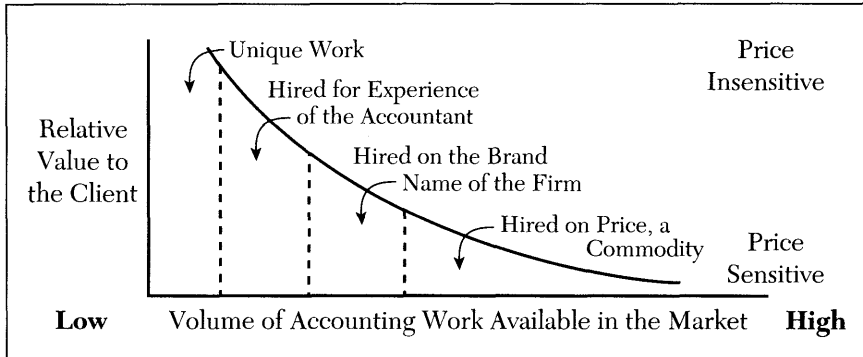 Unique Work
Price
Insensitive
Hired for Experience
of the Accountant
Relative
Value to
the Client
Hired on the Brand
Name of the Firm
Hired on Price, a
Commodity
Price
Sensitive
Low Volume of Accounting Work Available in the Market High